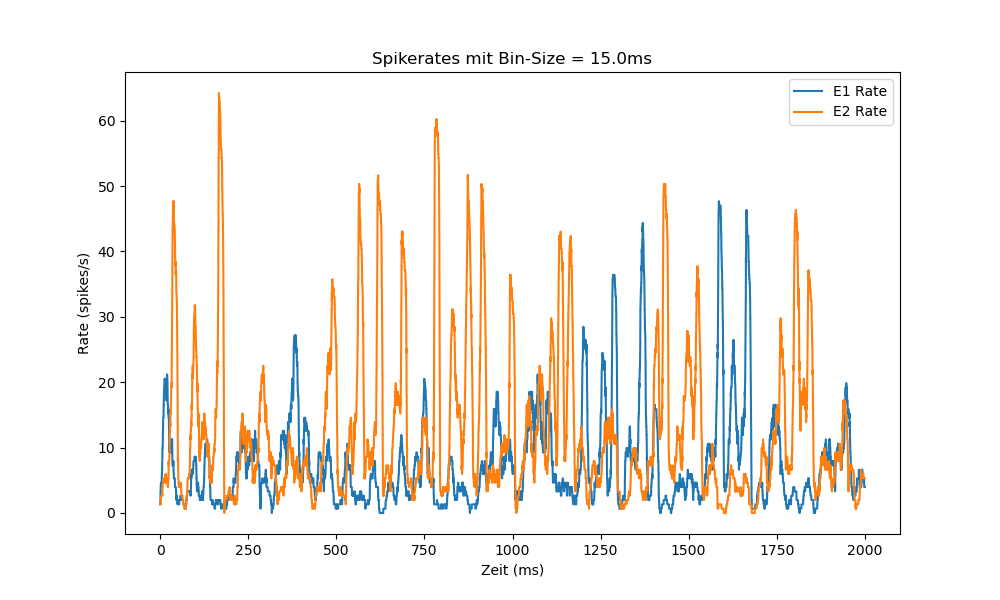 Spikerates mit Bin-Size = 15.0ms
E1 Rate
E2 Rate
60
50
40
30
20
10
0
Rate (spikes/s)
0 250 500 750 1000 1250 1500 1750 2000
Zeit (ms)